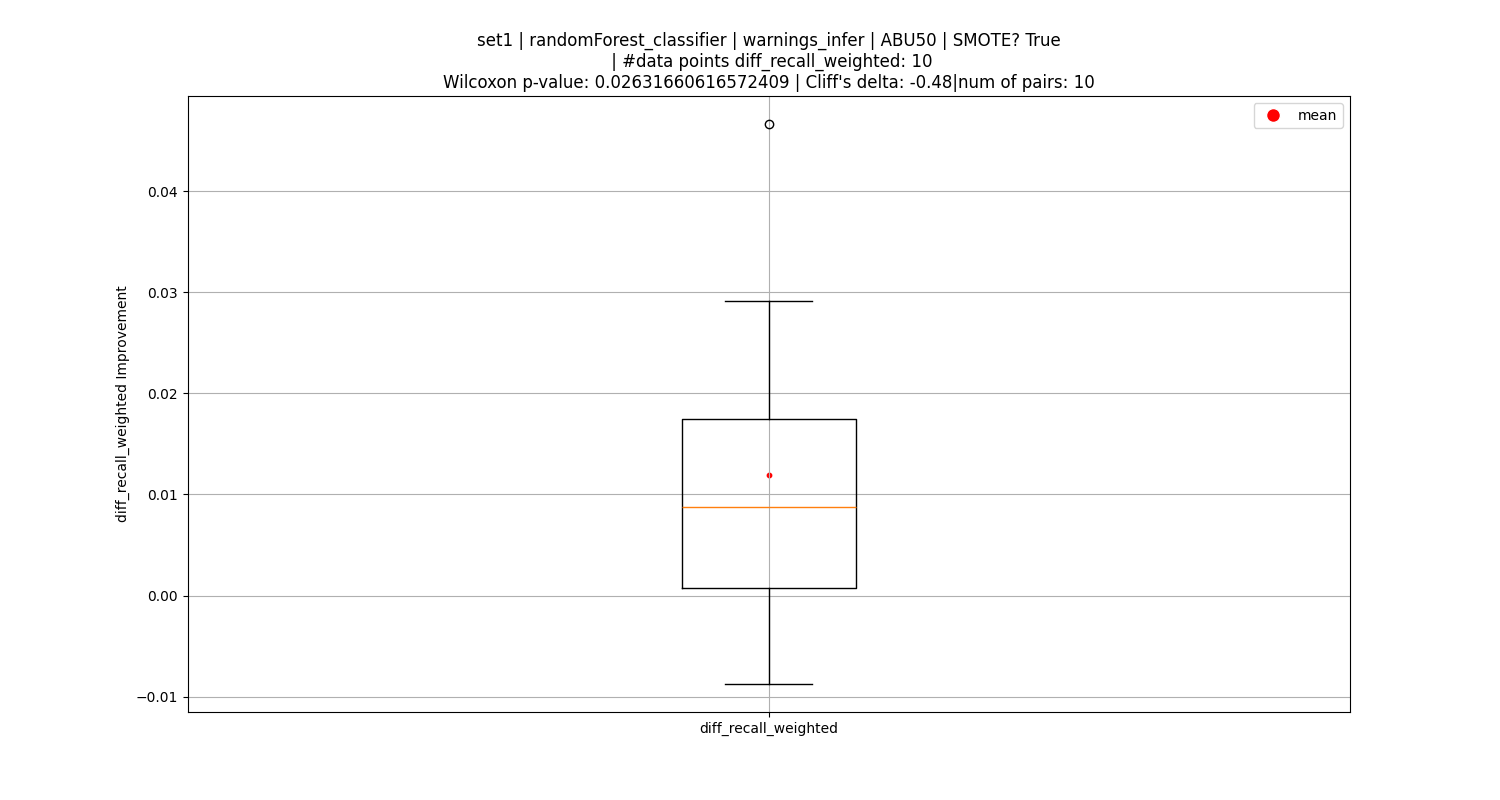 set1 | randomForest_classifier | warnings_infer | ABU50 | SMOTE? True
| #data points diff_recall_weighted: 10
Wilcoxon p-value: 0.02631660616572409 | Cliff's delta: -0.48|num of pairs: 10
mean
0.04
0.03
0.02
0.01
0.00
−0.01
diff_recall_weighted Improvement
diff_recall_weighted